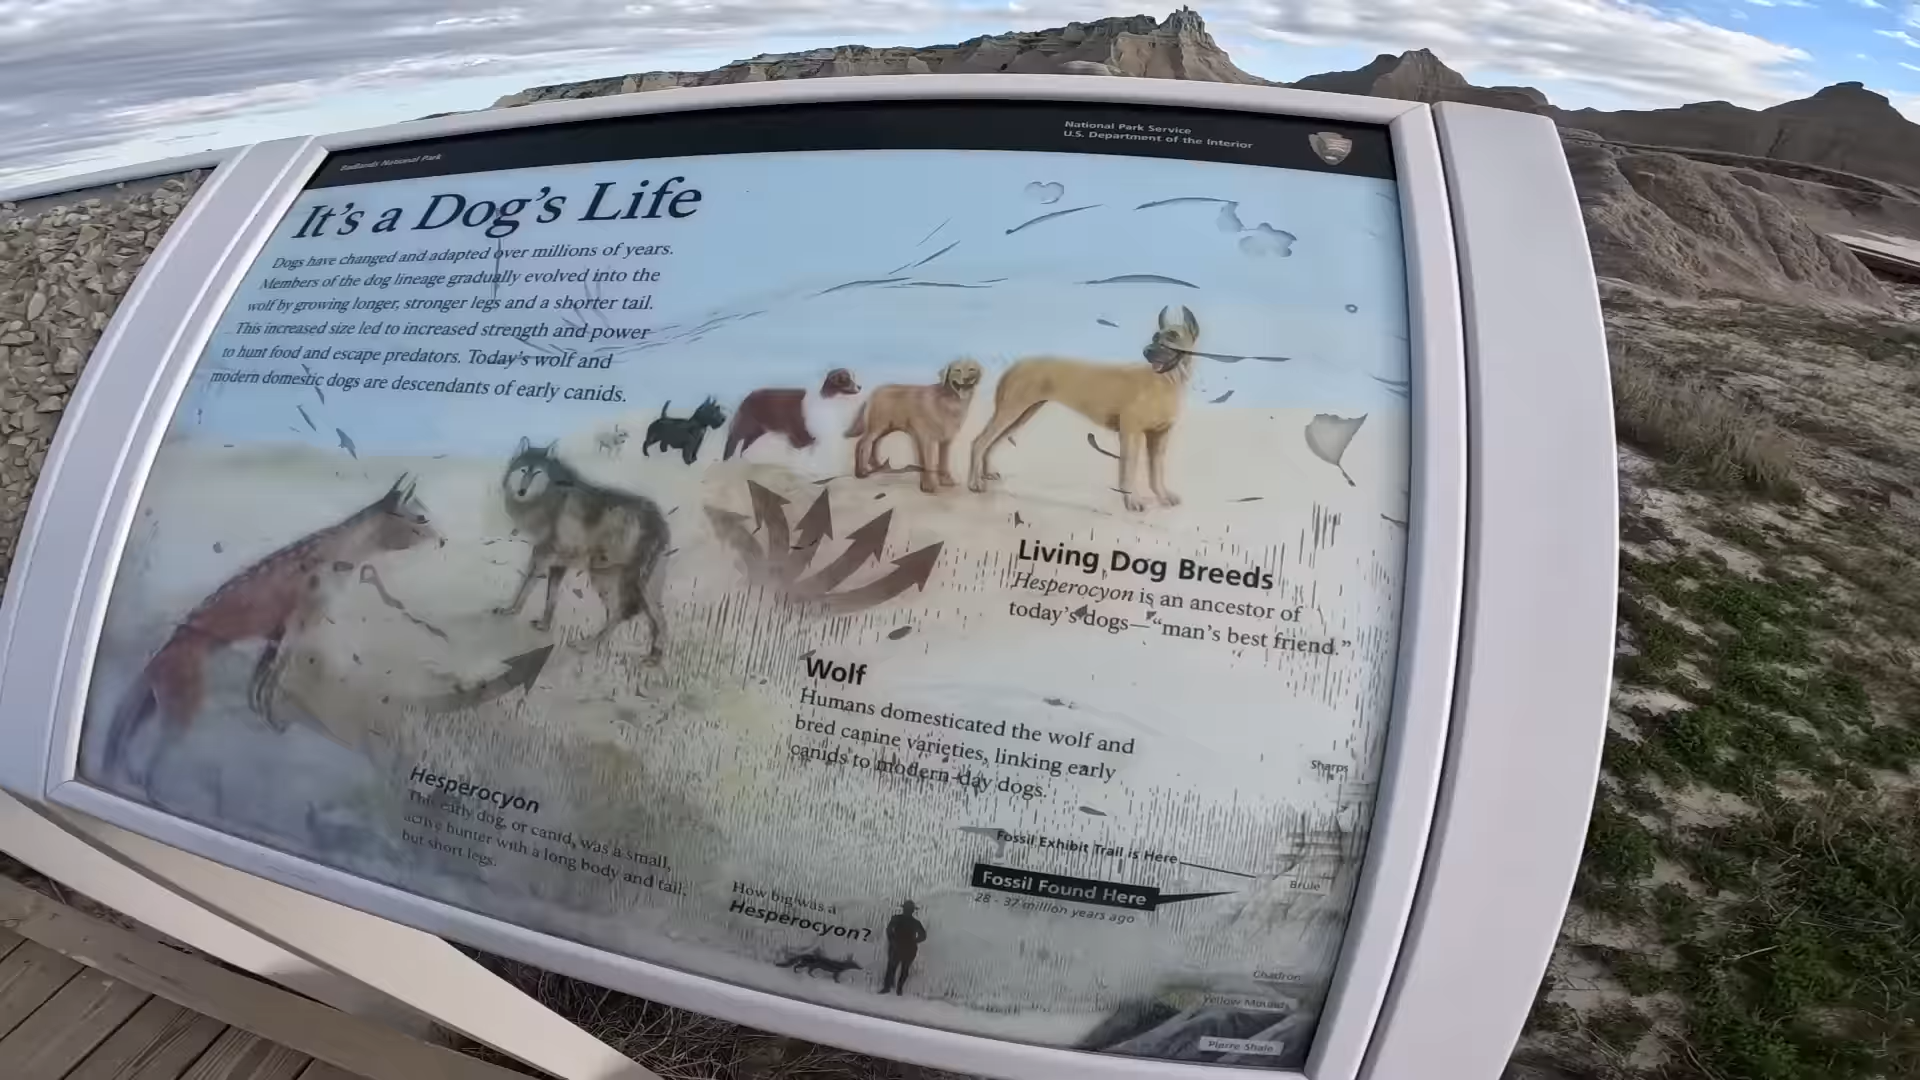 Badlands National Park
National Park Service
U.S. Department of the Interior
It's a Dog's Life
Dogs have changed and adapted over millions of years.
Members of the dog lineage gradually evolved into the
wolf by growing longer, stronger legs and a shorter tail.
This increased size led to increased strength and power
to hunt food and escape predators. Today's wolf and
modern domestic dogs are descendants of early canids.
Living Dog Breeds
Hesperocyon is an ancestor of
today's dogs—“man's best friend.”
Wolf
Humans domesticated the wolf and
bred canine varieties, linking early
canids to modern-day dogs.
Hesperocyon
This early dog, or canid, was a small,
active hunter with a long body and tail,
but short legs.
How big was a
Hesperocyon?
Sharps
Fossil Exhibit Trail is Here
Brule
Fossil Found Here
28 - 37 million years ago
Chadron
Yellow Mounds
Pierre Shale